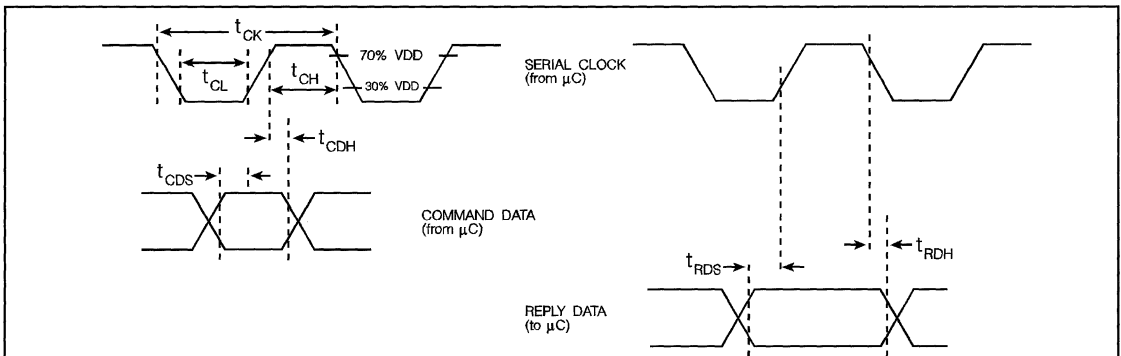 tCK
70% VDD
SERIAL CLOCK
(from µC)
tCL
tCH
30% VDD
tCDH
tCDS
COMMAND DATA
(from µC)
tRDS
tRDH
REPLY DATA
(to µC)